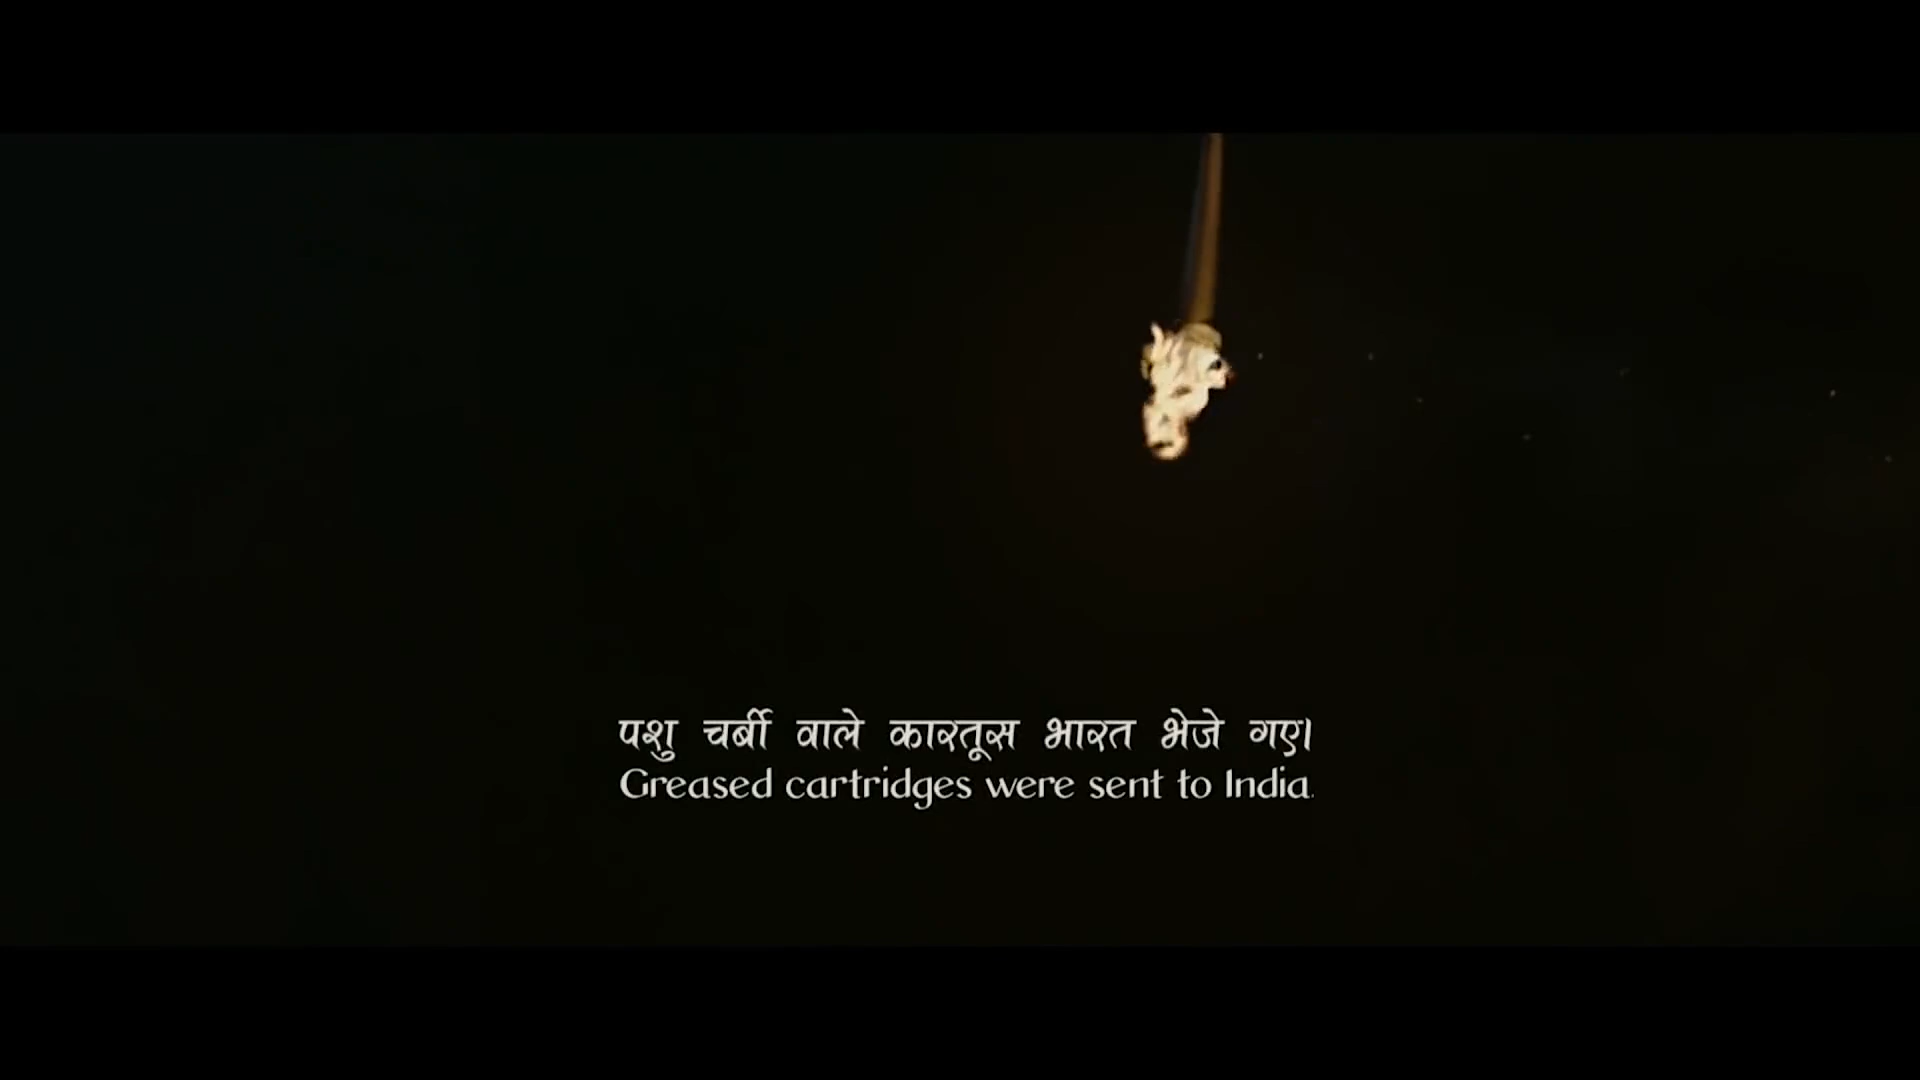 पशु चर्बी वाले कारतूस भारत भेजे गए।
Greased cartridges were sent to India.